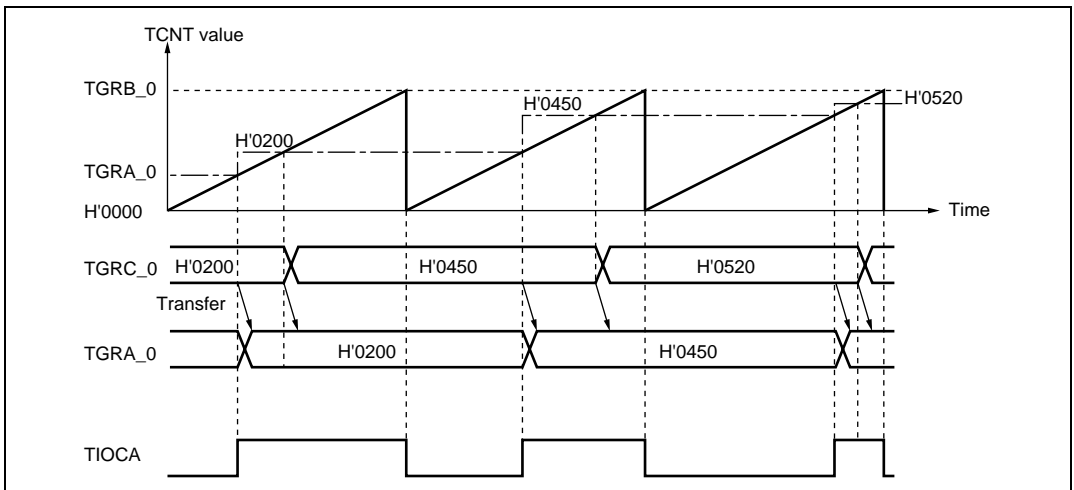 TCNT value
TGRB_0
H'0520
H'0450
H'0200
TGRA_0
H'0000
Time
TGRC_0
H'0200
H'0450
H'0520
Transfer
TGRA_0
H'0200
H'0450
TIOCA